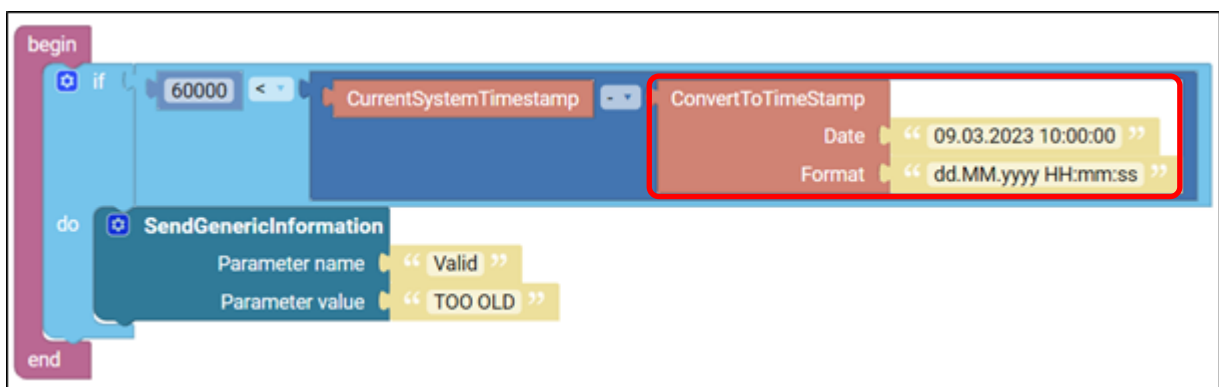 begin
if 60000 < CurrentSystemTimestamp - ConvertToTimeStamp
Date “ 09.03.2023 10:00:00 ”
Format “ dd.MM.yyyy HH:mm:ss ”
do SendGenericInformation
Parameter name “ Valid ”
Parameter value “ TOO OLD ”
end